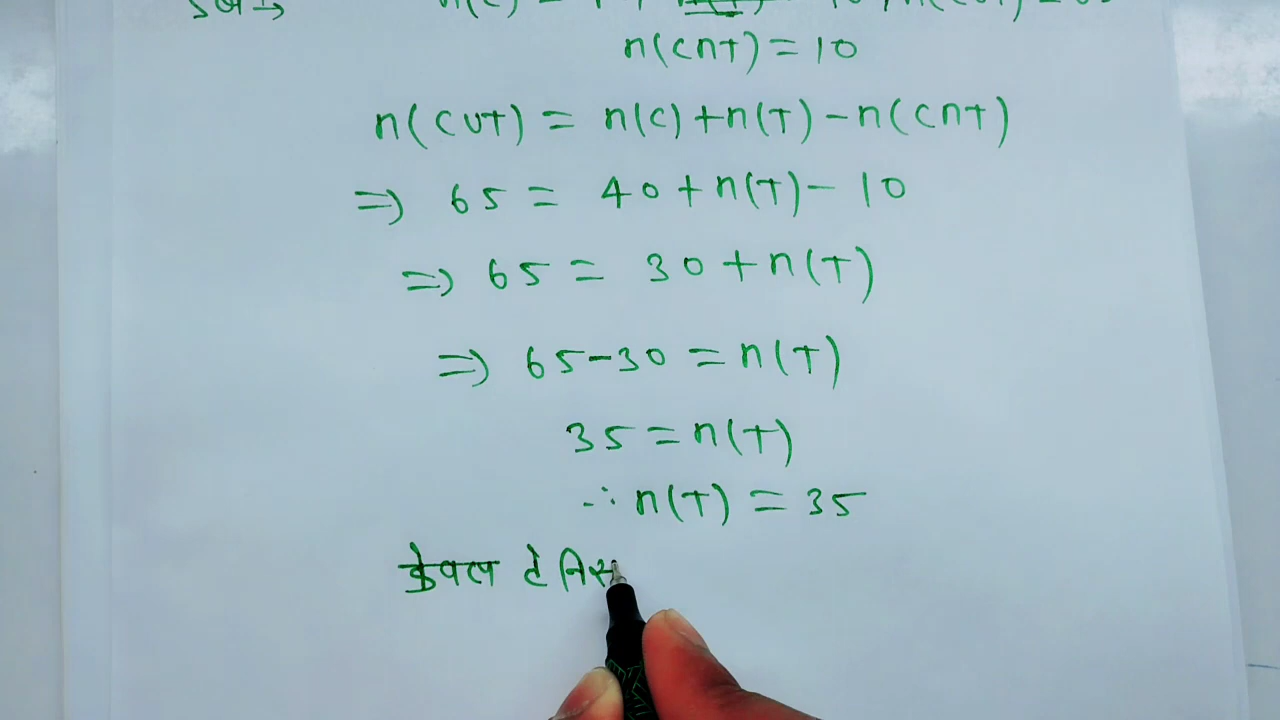 n(C∩T) = 10
n(C∪T) = n(C) + n(T) - n(C∩T)
=> 65 = 40 + n(T) - 10
=> 65 = 30 + n(T)
=> 65 - 30 = n(T)
35 = n(T)
∴ n(T) = 35
केवल टेनिस